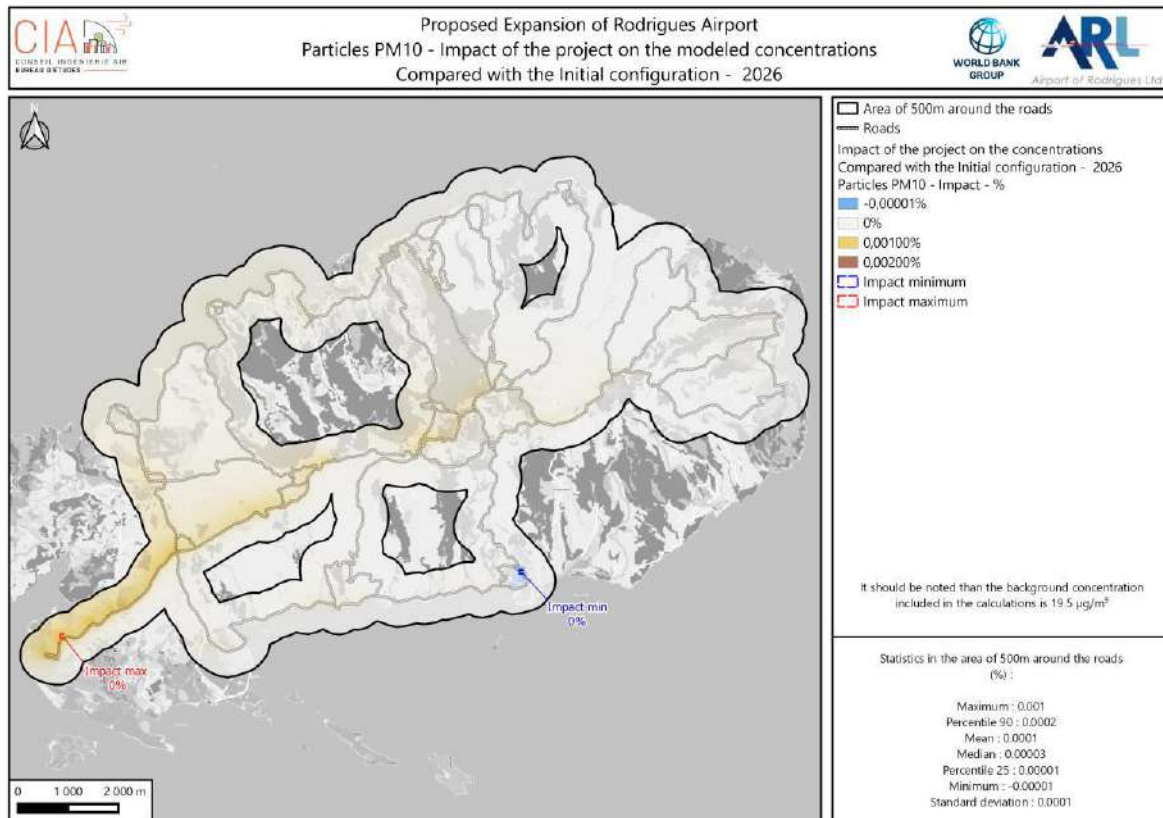 CIA
CONSEIL INGENIERIE AIR
BUREAU D'ETUDES
Proposed Expansion of Rodrigues Airport
Particles PM10 - Impact of the project on the modeled concentrations
Compared with the Initial configuration - 2026
WORLD BANK
GROUP
ARL
Airport of Rodrigues Ltd
N
Impact min
0%
Impact max
0%
0 1 000 2 000 m
Area of 500m around the roads
Roads
Impact of the project on the concentrations
Compared with the Initial configuration - 2026
Particles PM10 - Impact - %
-0,00001%
0%
0,00100%
0,00200%
Impact minimum
Impact maximum
It should be noted than the background concentration
included in the calculations is 19.5 µg/m³
Statistics in the area of 500m around the roads
(%) :
Maximum : 0.001
Percentile 90 : 0.0002
Mean : 0.0001
Median : 0.00003
Percentile 25 : 0.00001
Minimum : -0.00001
Standard deviation : 0.0001